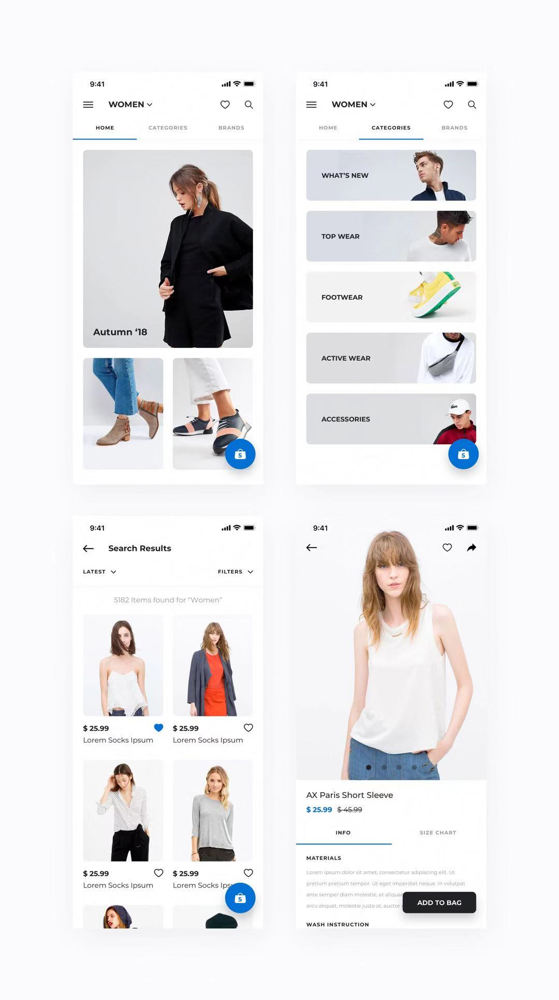 9:41
WOMEN
HOME CATEGORIES BRANDS
Autumn ‘18
5
9:41
WOMEN
HOME CATEGORIES BRANDS
WHAT’S NEW
TOP WEAR
FOOTWEAR
ACTIVE WEAR
ACCESSORIES
5
9:41
Search Results
LATEST FILTERS
5182 Items found for “Women”
$ 25.99 $ 25.99
Lorem Socks Ipsum Lorem Socks Ipsum
$ 25.99 $ 25.99
Lorem Socks Ipsum Lorem Socks Ips
5
9:41
AX Paris Short Sleeve
$ 25.99 $ 45.99
INFO SIZE CHART
MATERIALS
Lorem ipsum dolor sit amet, consectetur adipiscing elit. Ut
pretium pretium tempor. Ut eget imperdiet neque. In volutpat
ante semper diam molestie, et aliquar
arcu aliquet, molestie justo at, auctor
ADD TO BAG
WASH INSTRUCTION